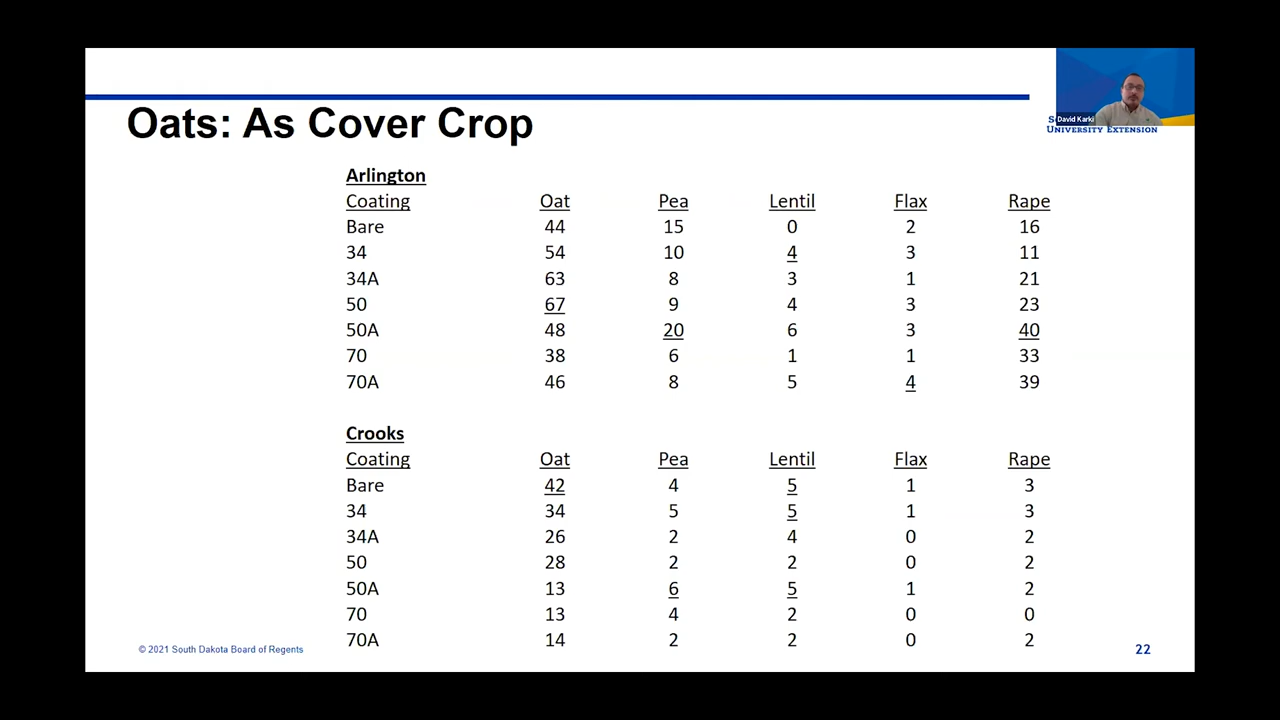 Oats: As Cover Crop
David Karki
UNIVERSITY EXTENSION
Arlington
Coating Oat Pea Lentil Flax Rape
Bare 44 15 0 2 16
34 54 10 4 3 11
34A 63 8 3 1 21
50 67 9 4 3 23
50A 48 20 6 3 40
70 38 6 1 1 33
70A 46 8 5 4 39
Crooks
Coating Oat Pea Lentil Flax Rape
Bare 42 4 5 1 3
34 34 5 5 1 3
34A 26 2 4 0 2
50 28 2 2 0 2
50A 13 6 5 1 2
70 13 4 2 0 0
70A 14 2 2 0 2
© 2021 South Dakota Board of Regents
22